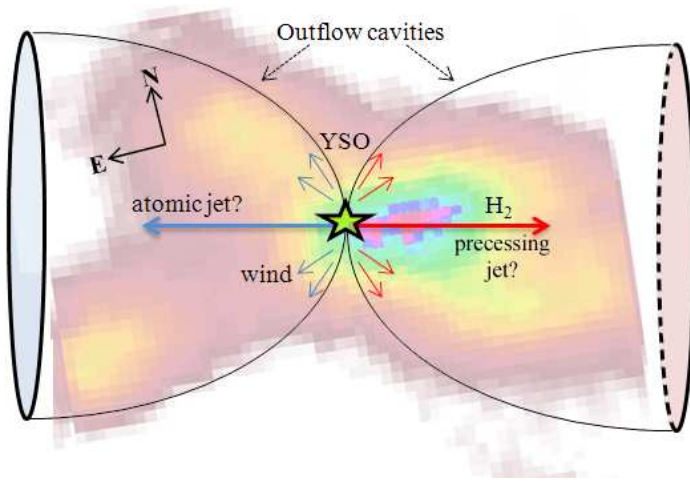 Outflow cavities
N
E
YSO
atomic jet?
H₂
precessing
jet?
wind